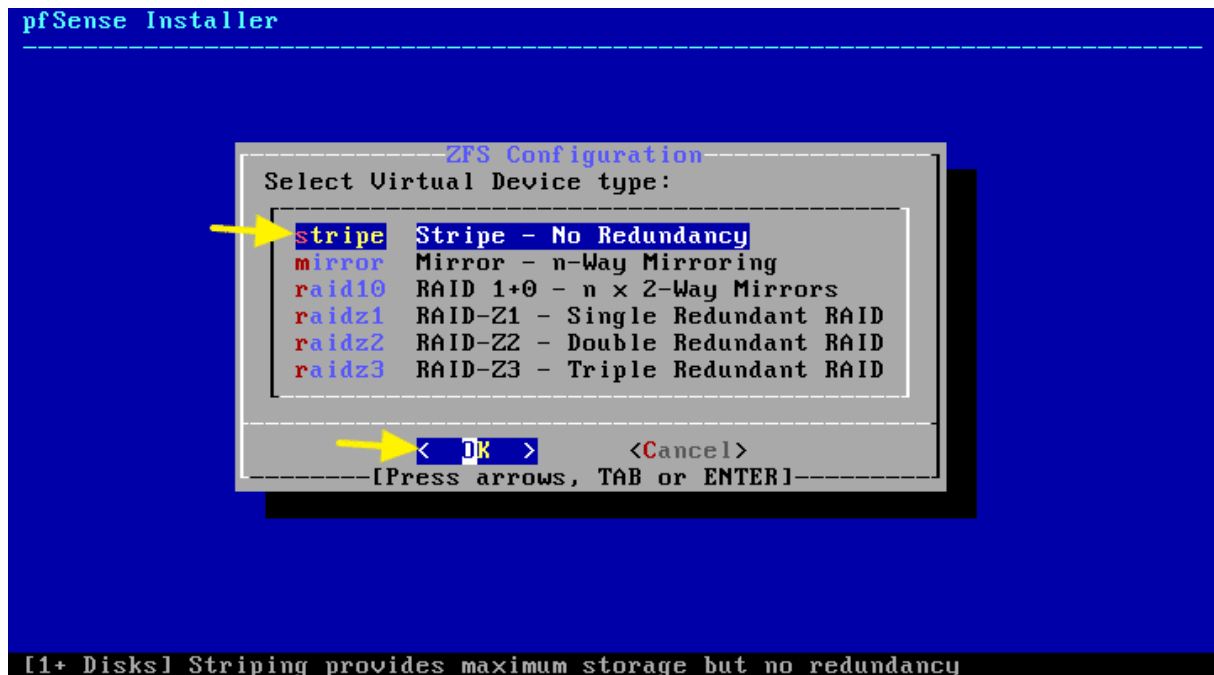 pfSense Installer
ZFS Configuration
Select Virtual Device type:
stripe Stripe - No Redundancy
mirror Mirror - n-Way Mirroring
raid10 RAID 1+0 - n x 2-Way Mirrors
raidz1 RAID-Z1 - Single Redundant RAID
raidz2 RAID-Z2 - Double Redundant RAID
raidz3 RAID-Z3 - Triple Redundant RAID
< OK > <Cancel>
[Press arrows, TAB or ENTER]
[1+ Disks] Striping provides maximum storage but no redundancy